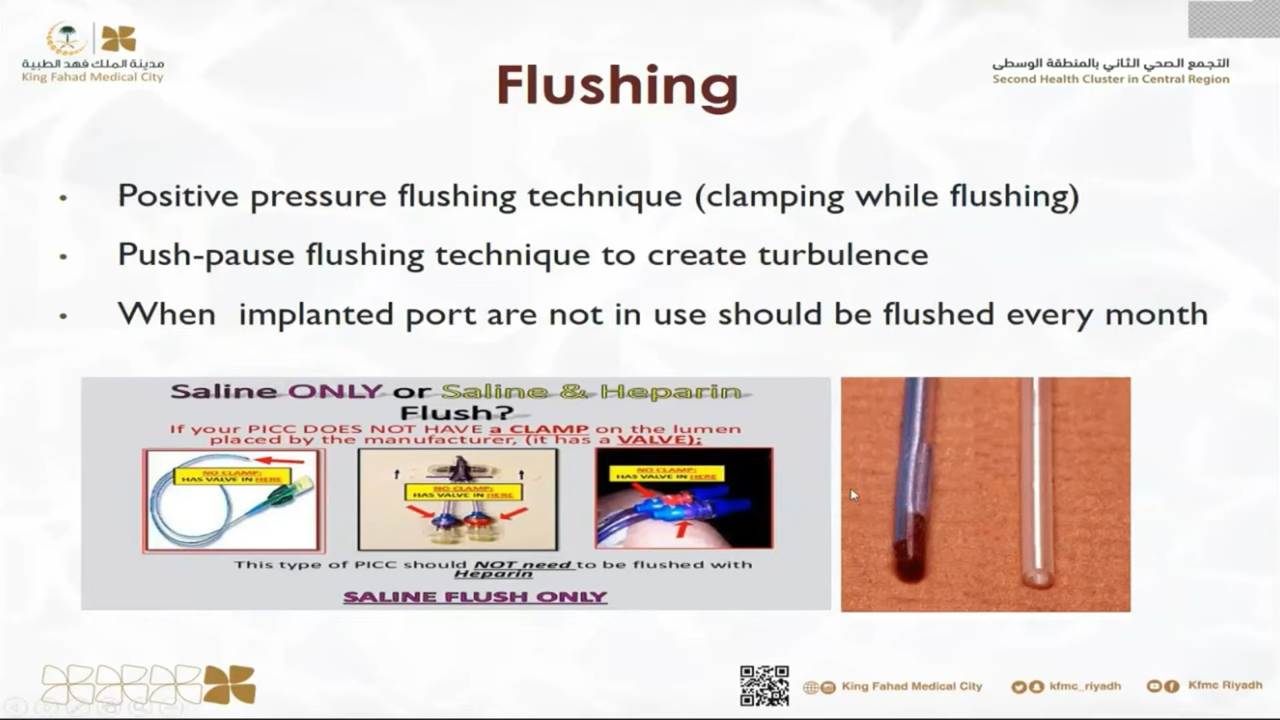 مدينة الملك فهد الطبية
King Fahad Medical City
التجمع الصحي الثاني بالمنطقة الوسطى
Second Health Cluster in Central Region
Flushing
• Positive pressure flushing technique (clamping while flushing)
• Push-pause flushing technique to create turbulence
• When implanted port are not in use should be flushed every month
Saline ONLY or Saline & Heparin
Flush?
If your PICC DOES NOT HAVE a CLAMP on the lumen
placed by the manufacturer, (it has a VALVE):
NO CLAMP:
HAS VALVE IN HERE
NO CLAMP:
HAS VALVE IN HERE
NO CLAMP:
HAS VALVE IN HERE
This type of PICC should NOT need to be flushed with
Heparin
SALINE FLUSH ONLY
King Fahad Medical City
kfmc_riyadh
Kfmc Riyadh